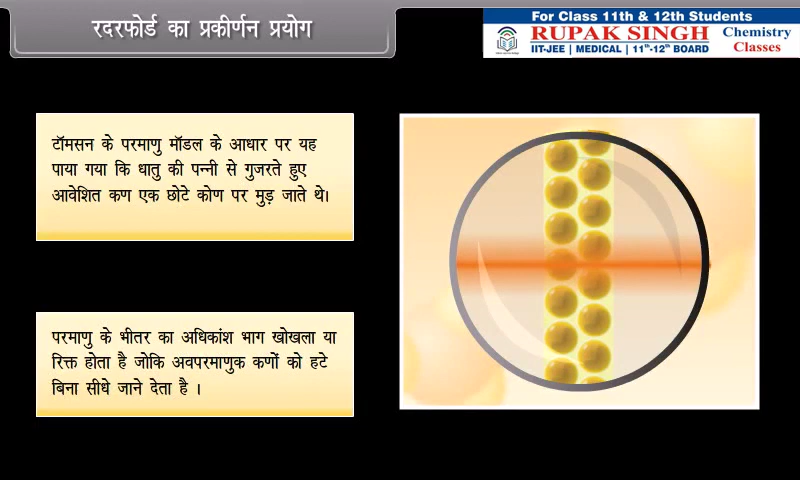 रदरफोर्ड का प्रकीर्णन प्रयोग
For Class 11th & 12th Students
RUPAK SINGH
IIT-JEE | MEDICAL | 11th-12th BOARD
Chemistry
Classes
टॉमसन के परमाणु मॉडल के आधार पर यह
पाया गया कि धातु की पन्नी से गुजरते हुए
आवेशित कण एक छोटे कोण पर मुड़ जाते थे।
परमाणु के भीतर का अधिकांश भाग खोखला या
रिक्त होता है जोकि अवपरमाणुक कणों को हटे
बिना सीधे जाने देता है ।